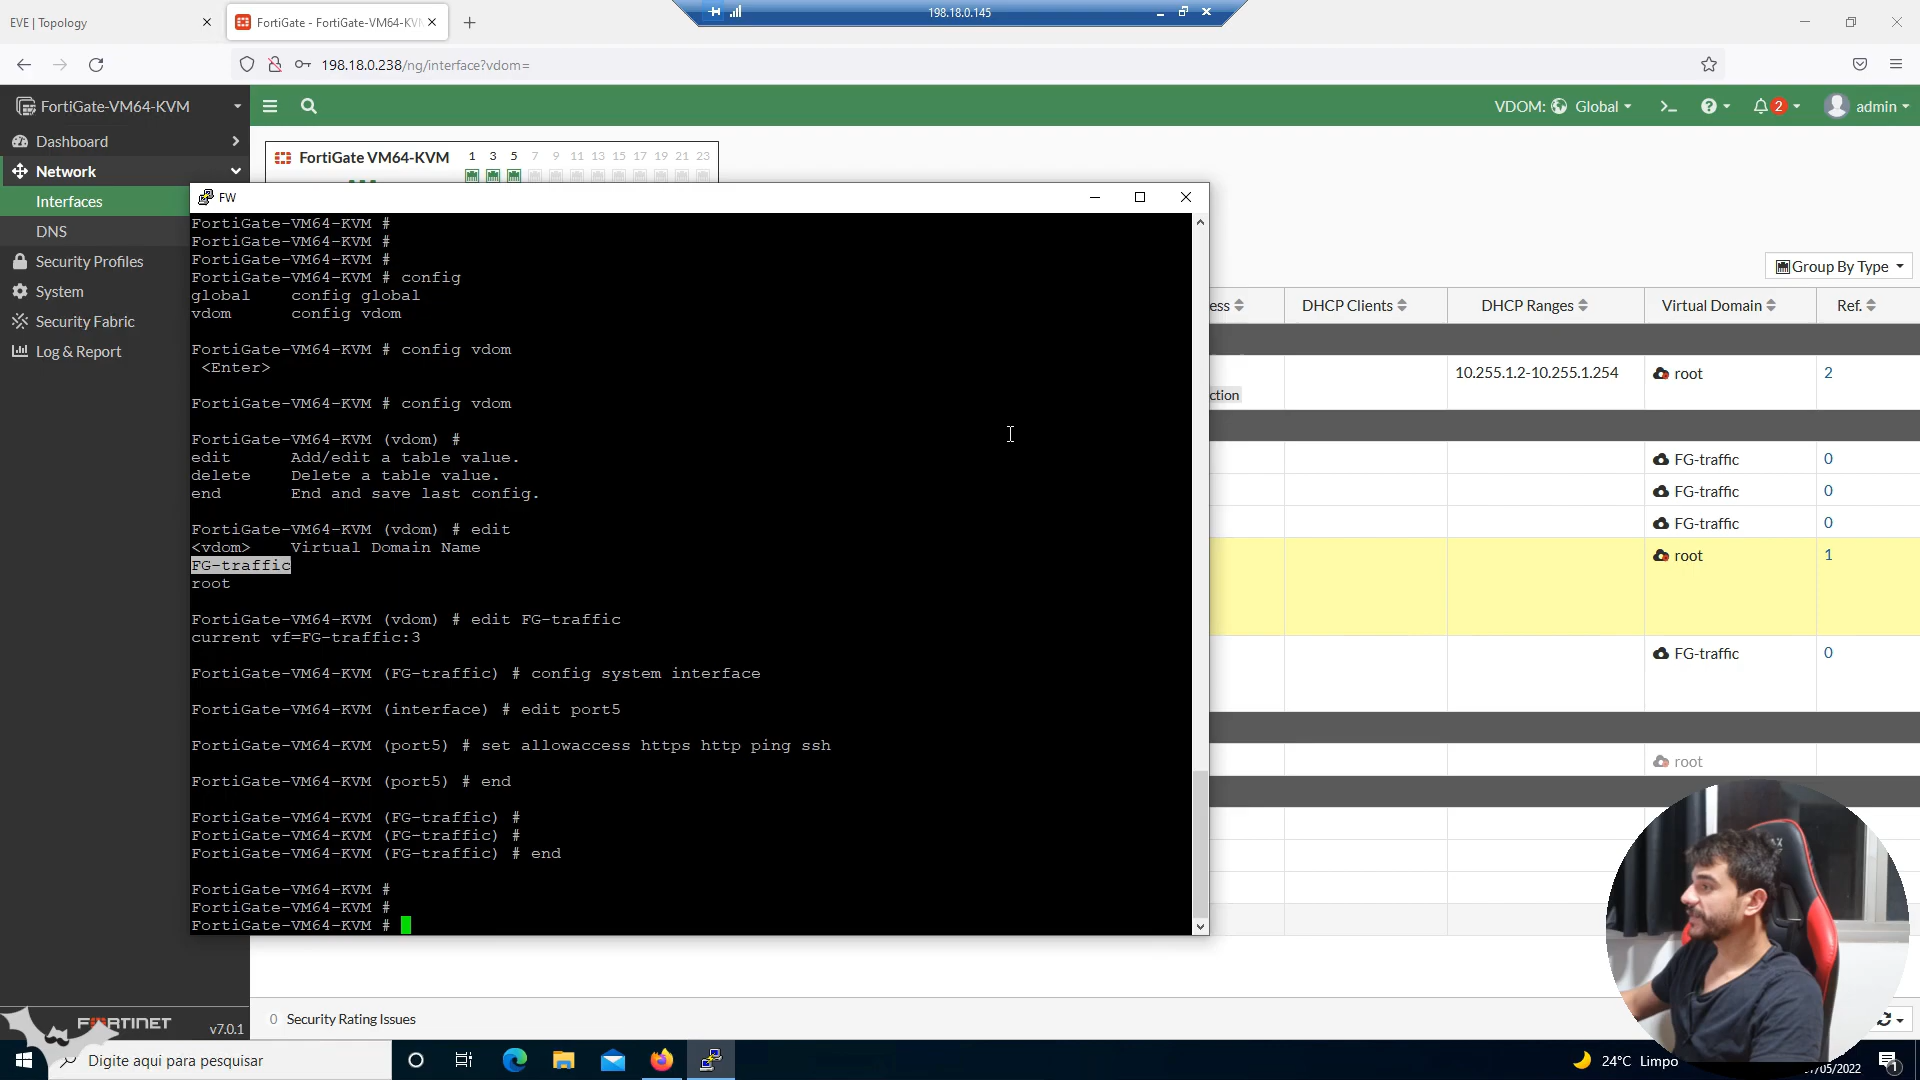 EVE | Topology
FortiGate - FortiGate-VM64-KV
198.18.0.145
198.18.0.238/ng/interface?vdom=
FortiGate-VM64-KVM
VDOM: Global
2
admin
Dashboard
Network
Interfaces
DNS
Security Profiles
System
Security Fabric
Log & Report
FortiGate VM64-KVM
1 3 5 7 9 11 13 15 17 19 21 23
FW
FortiGate-VM64-KVM #
FortiGate-VM64-KVM #
FortiGate-VM64-KVM #
FortiGate-VM64-KVM # config
global config global
vdom config vdom
FortiGate-VM64-KVM # config vdom
<Enter>
FortiGate-VM64-KVM # config vdom
FortiGate-VM64-KVM (vdom) #
edit Add/edit a table value.
delete Delete a table value.
end End and save last config.
FortiGate-VM64-KVM (vdom) # edit
<vdom> Virtual Domain Name
FG-traffic
root
FortiGate-VM64-KVM (vdom) # edit FG-traffic
current vf=FG-traffic:3
FortiGate-VM64-KVM (FG-traffic) # config system interface
FortiGate-VM64-KVM (interface) # edit port5
FortiGate-VM64-KVM (port5) # set allowaccess https http ping ssh
FortiGate-VM64-KVM (port5) # end
FortiGate-VM64-KVM (FG-traffic) #
FortiGate-VM64-KVM (FG-traffic) #
FortiGate-VM64-KVM (FG-traffic) # end
FortiGate-VM64-KVM #
FortiGate-VM64-KVM #
FortiGate-VM64-KVM #
Group By Type
ess DHCP Clients DHCP Ranges Virtual Domain Ref.
10.255.1.2-10.255.1.254 root 2
ction
FG-traffic 0
FG-traffic 0
FG-traffic 0
root 1
FG-traffic 0
root
FORTINET v7.0.1
0 Security Rating Issues
Digite aqui para pesquisar
24°C Limpo
/05/2022
1